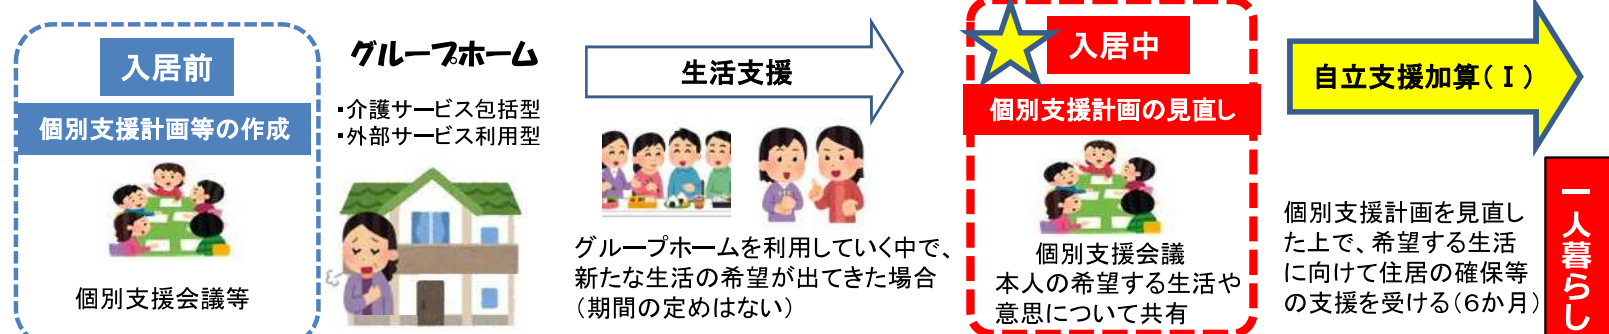 入居前
個別支援計画等の作成
個別支援会議等
グループホーム
・介護サービス包括型
・外部サービス利用型
生活支援
グループホームを利用していく中で、
新たな生活の希望が出てきた場合
（期間の定めはない）
入居中
個別支援計画の見直し
個別支援会議
本人の希望する生活や
意思について共有
自立支援加算（Ⅰ）
個別支援計画を見直し
た上で、希望する生活
に向けて住居の確保等
の支援を受ける（６か月）
一人暮らし